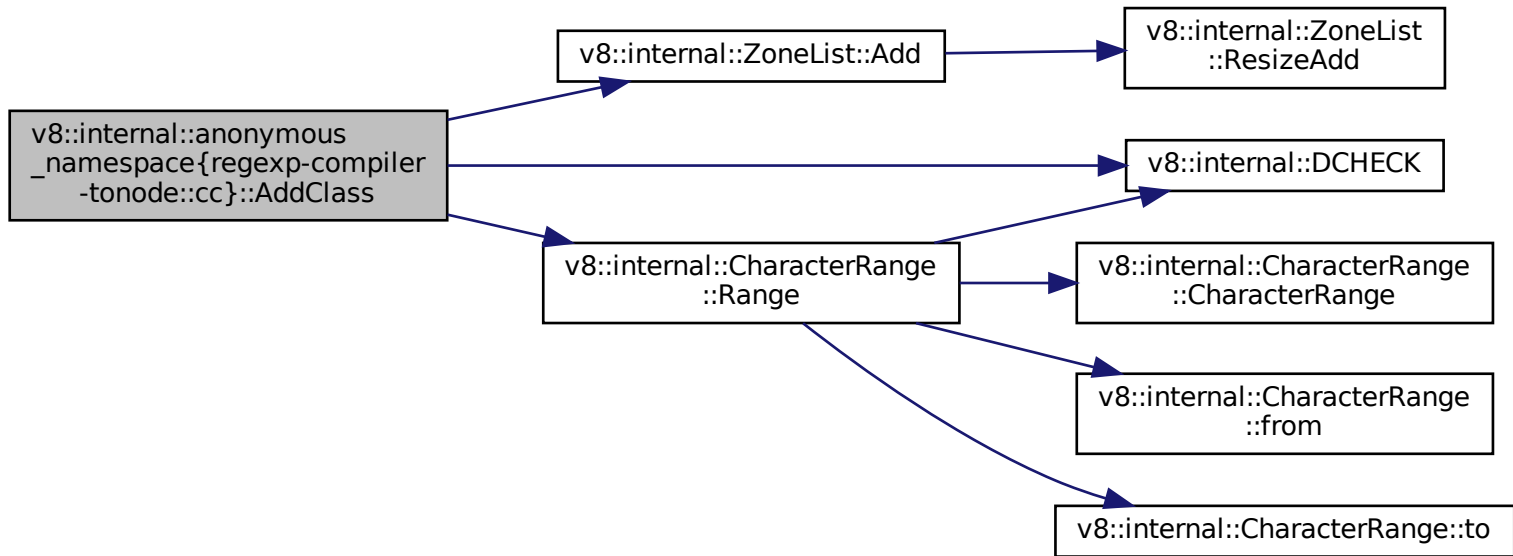 v8::internal::anonymous
_namespace{regexp-compiler
-tonode::cc}::AddClass
v8::internal::ZoneList::Add
v8::internal::ZoneList
::ResizeAdd
v8::internal::DCHECK
v8::internal::CharacterRange
::Range
v8::internal::CharacterRange
::CharacterRange
v8::internal::CharacterRange
::from
v8::internal::CharacterRange::to